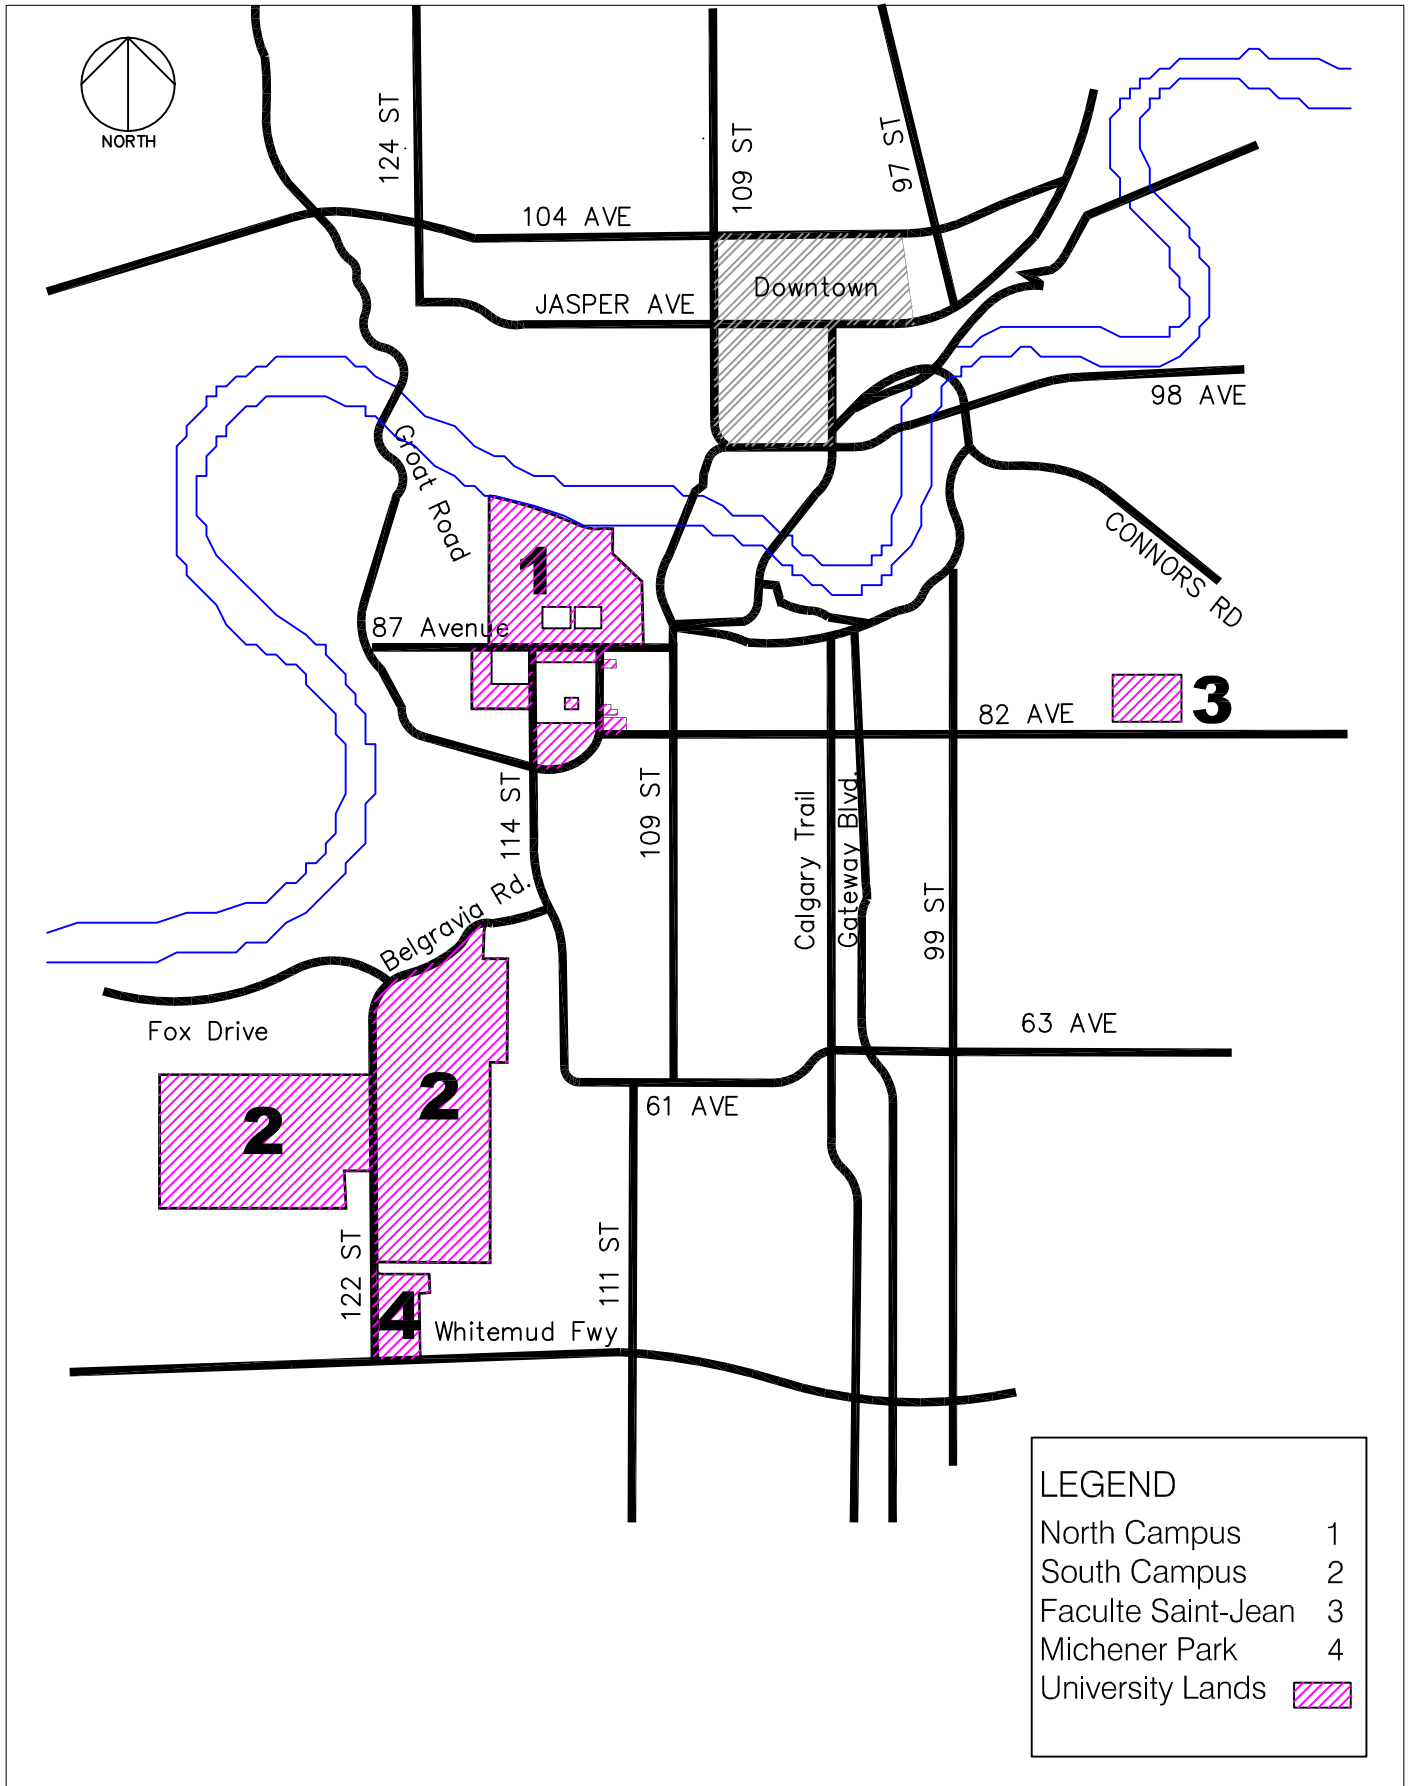 NORTH
124 ST
109 ST
97 ST
104 AVE
Downtown
JASPER AVE
98 AVE
Groat Road
CONNORS RD
1
87 Avenue
3
82 AVE
114 ST
109 ST
Calgary Trail
Gateway Blvd.
99 ST
Belgravia Rd.
Fox Drive
63 AVE
2
2
61 AVE
122 ST
111 ST
4
Whitemud Fwy
LEGEND
North Campus 1
South Campus 2
Faculte Saint-Jean 3
Michener Park 4
University Lands